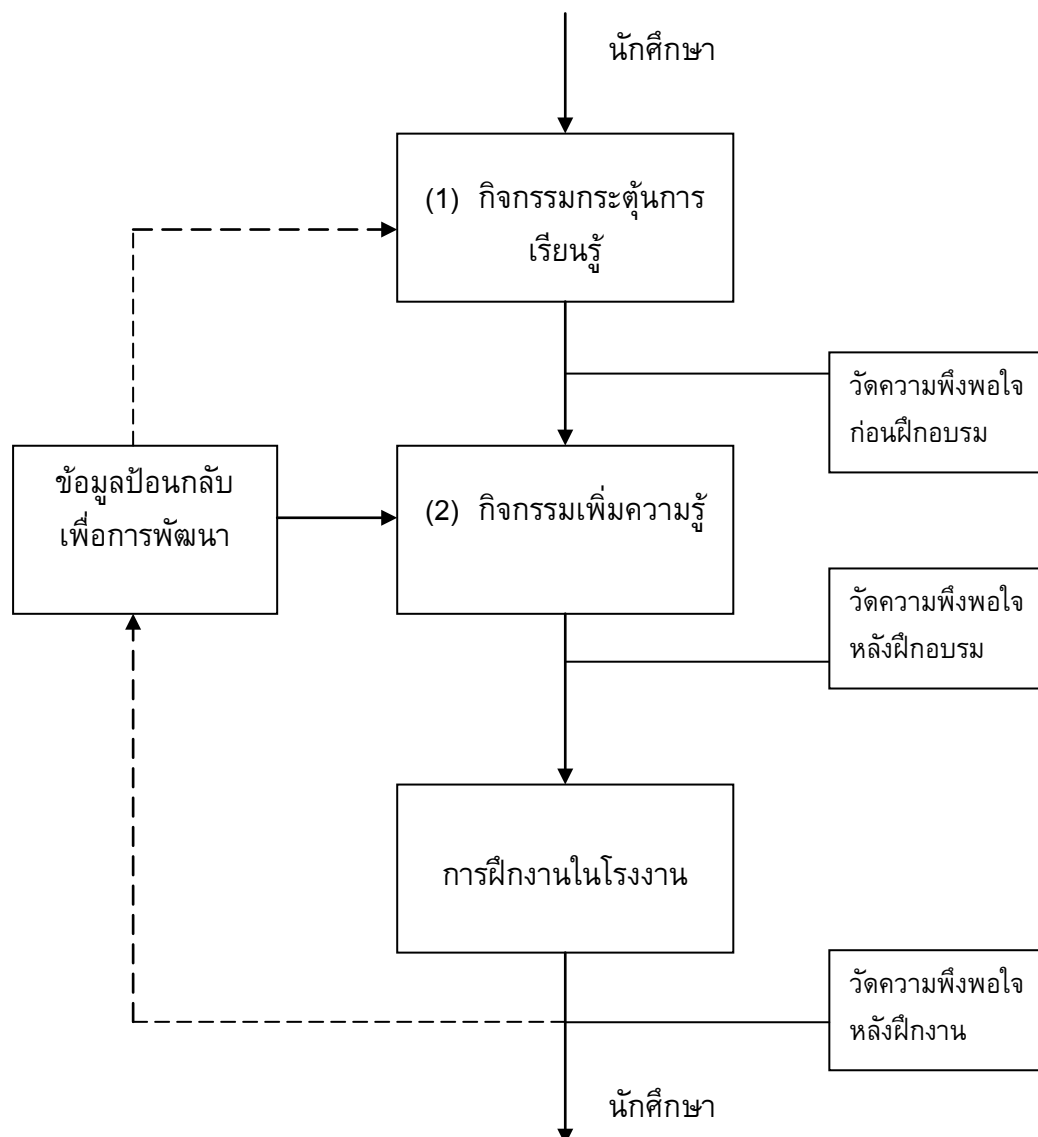 นักศึกษา
(1) กิจกรรมกระตุ้นการ
เรียนรู้
วัดความพึงพอใจ
ก่อนฝึกอบรม
ข้อมูลป้อนกลับ
เพื่อการพัฒนา
(2) กิจกรรมเพิ่มความรู้
วัดความพึงพอใจ
หลังฝึกอบรม
การฝึกงานในโรงงาน
วัดความพึงพอใจ
หลังฝึกงาน
นักศึกษา